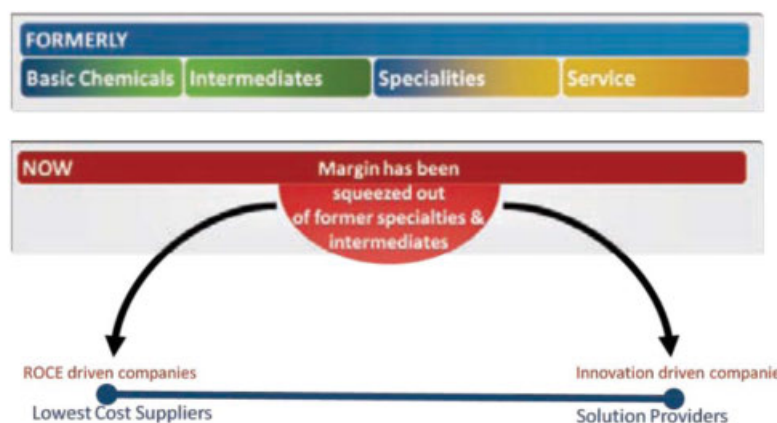 FORMERLY
Basic Chemicals Intermediates Specialities Service
NOW Margin has been
squeezed out
of former specialties &
intermediates
ROCE driven companies Innovation driven companie
Lowest Cost Suppliers Solution Providers